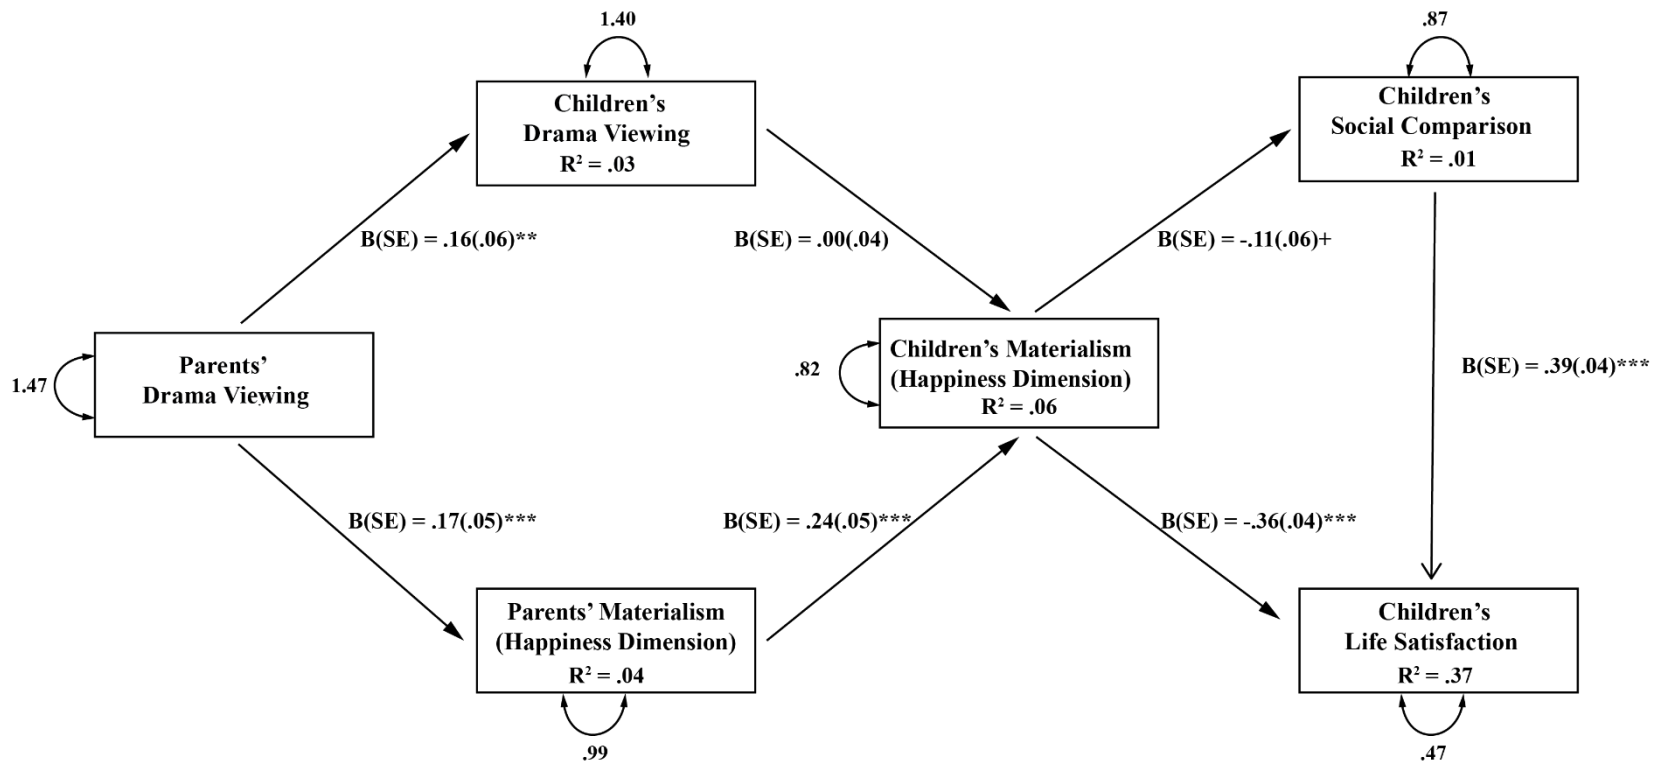 1.40
Children's
Drama Viewing
R² = .03
.87
Children's
Social Comparison
R² = .01
B(SE) = .16(.06)**
B(SE) = .00(.04)
B(SE) = -.11(.06)+
1.47
Parents'
Drama Viewing
.82
Children's Materialism
(Happiness Dimension)
R² = .06
B(SE) = .39(.04)***
B(SE) = .17(.05)***
B(SE) = .24(.05)***
B(SE) = -.36(.04)***
Parents' Materialism
(Happiness Dimension)
R² = .04
.99
Children's
Life Satisfaction
R² = .37
.47